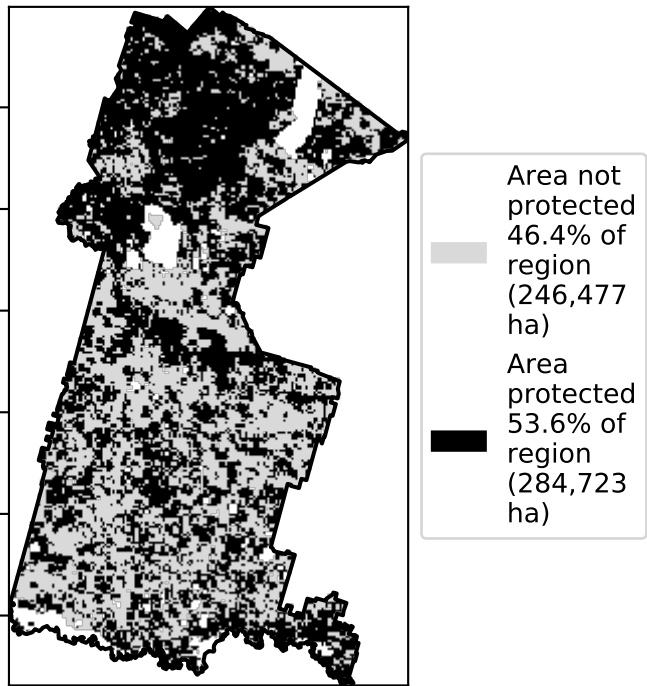 Area not
protected
46.4% of
region
(246,477
ha)
Area
protected
53.6% of
region
(284,723
ha)